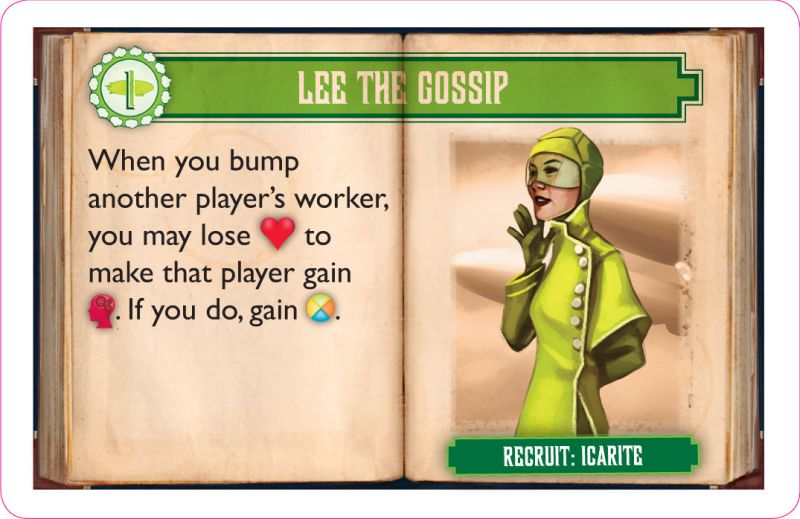 LEE THE GOSSIP
When you bump
another player's worker,
you may lose to
make that player gain
. If you do, gain .
RECRUIT: ICARITE